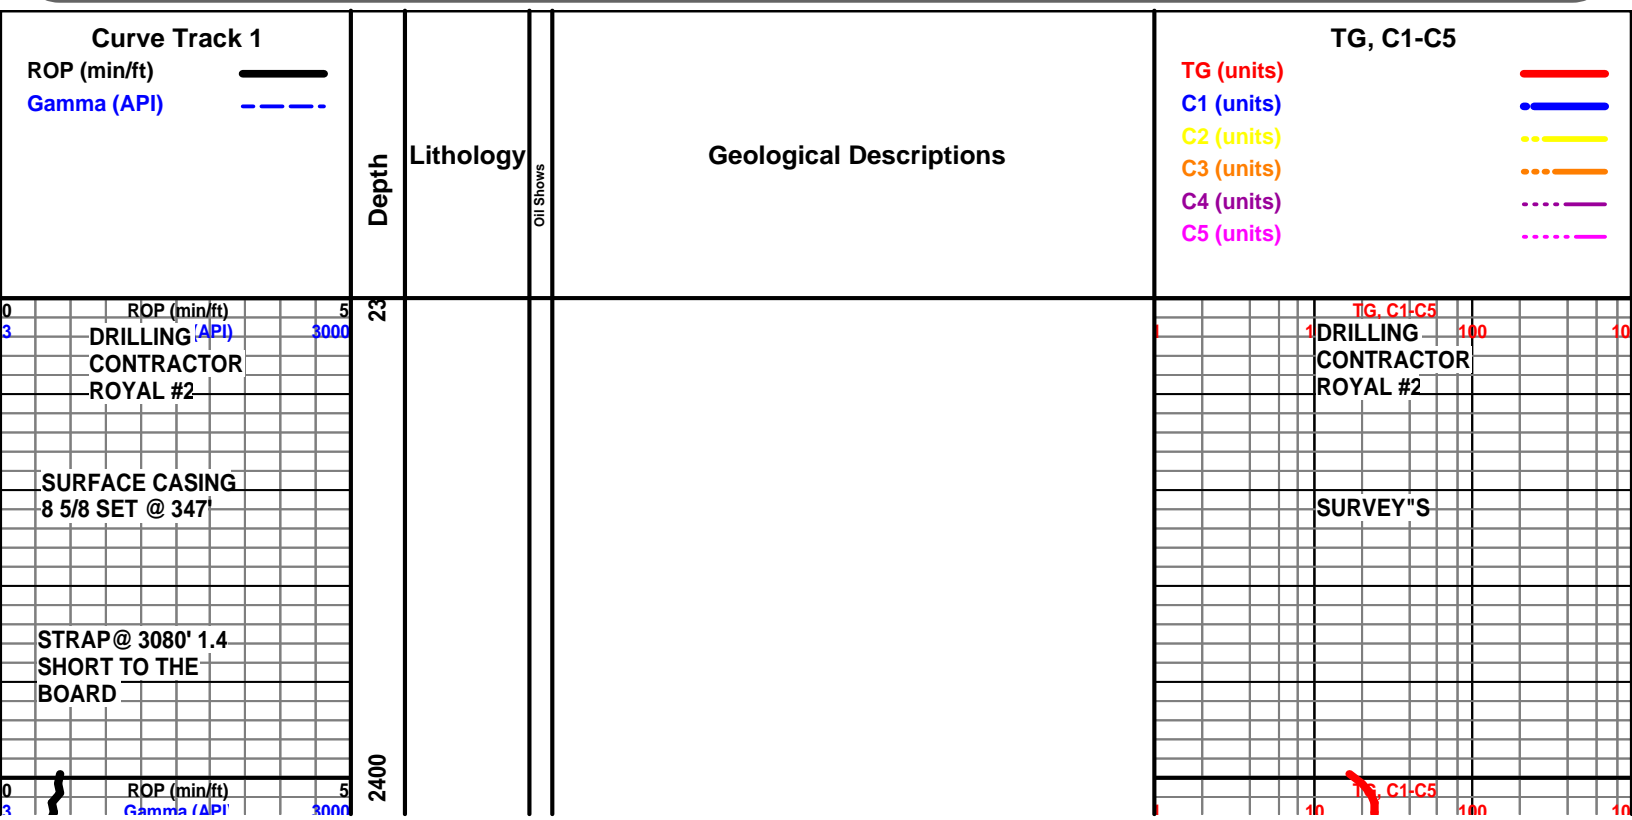 Curve Track 1
ROP (min/ft)
Gamma (API)
Depth
Lithology
Oil Shows
Geological Descriptions
TG, C1-C5
TG (units)
C1 (units)
C2 (units)
C3 (units)
C4 (units)
C5 (units)
0 ROP (min/ft) 5
3 (API) 3000
DRILLING
CONTRACTOR
ROYAL #2
SURFACE CASING
8 5/8 SET @ 347'
STRAP@ 3080' 1.4
SHORT TO THE
BOARD
23
TG, C1-C5
1 1 100 10
DRILLING
CONTRACTOR
ROYAL #2
SURVEY"S
2400
0 ROP (min/ft) 5
3 Gamma (API 3000
TG, C1-C5
1 10 100 10